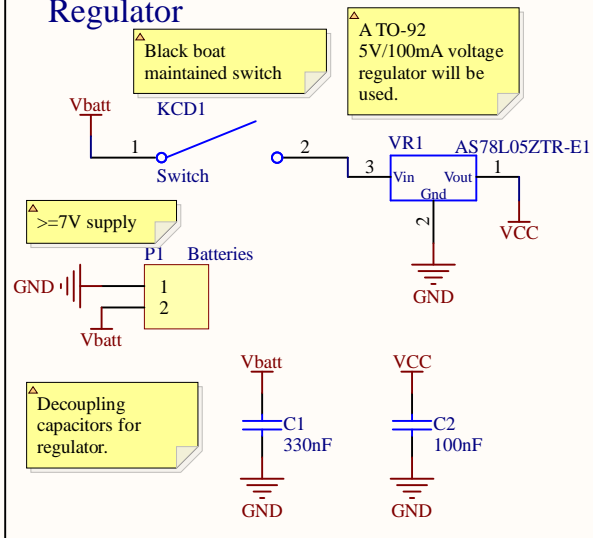 Regulator
Black boat
maintained switch
A TO-92
5V/100mA voltage
regulator will be
used.
Vbatt
KCD1
1
2
Switch
VR1
AS78L05ZTR-E1
3
Vin
Vout
1
Gnd
2
VCC
GND
>=7V supply
P1
Batteries
GND
1
2
Vbatt
Decoupling
capacitors for
regulator.
Vbatt
C1
330nF
GND
VCC
C2
100nF
GND